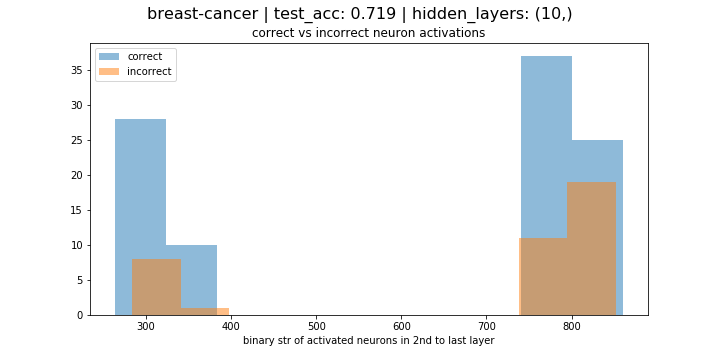 breast-cancer | test_acc: 0.719 | hidden_layers: (10,)
correct vs incorrect neuron activations
correct
incorrect
35
30
25
20
15
10
5
0
300 400 500 600 700 800
binary str of activated neurons in 2nd to last layer